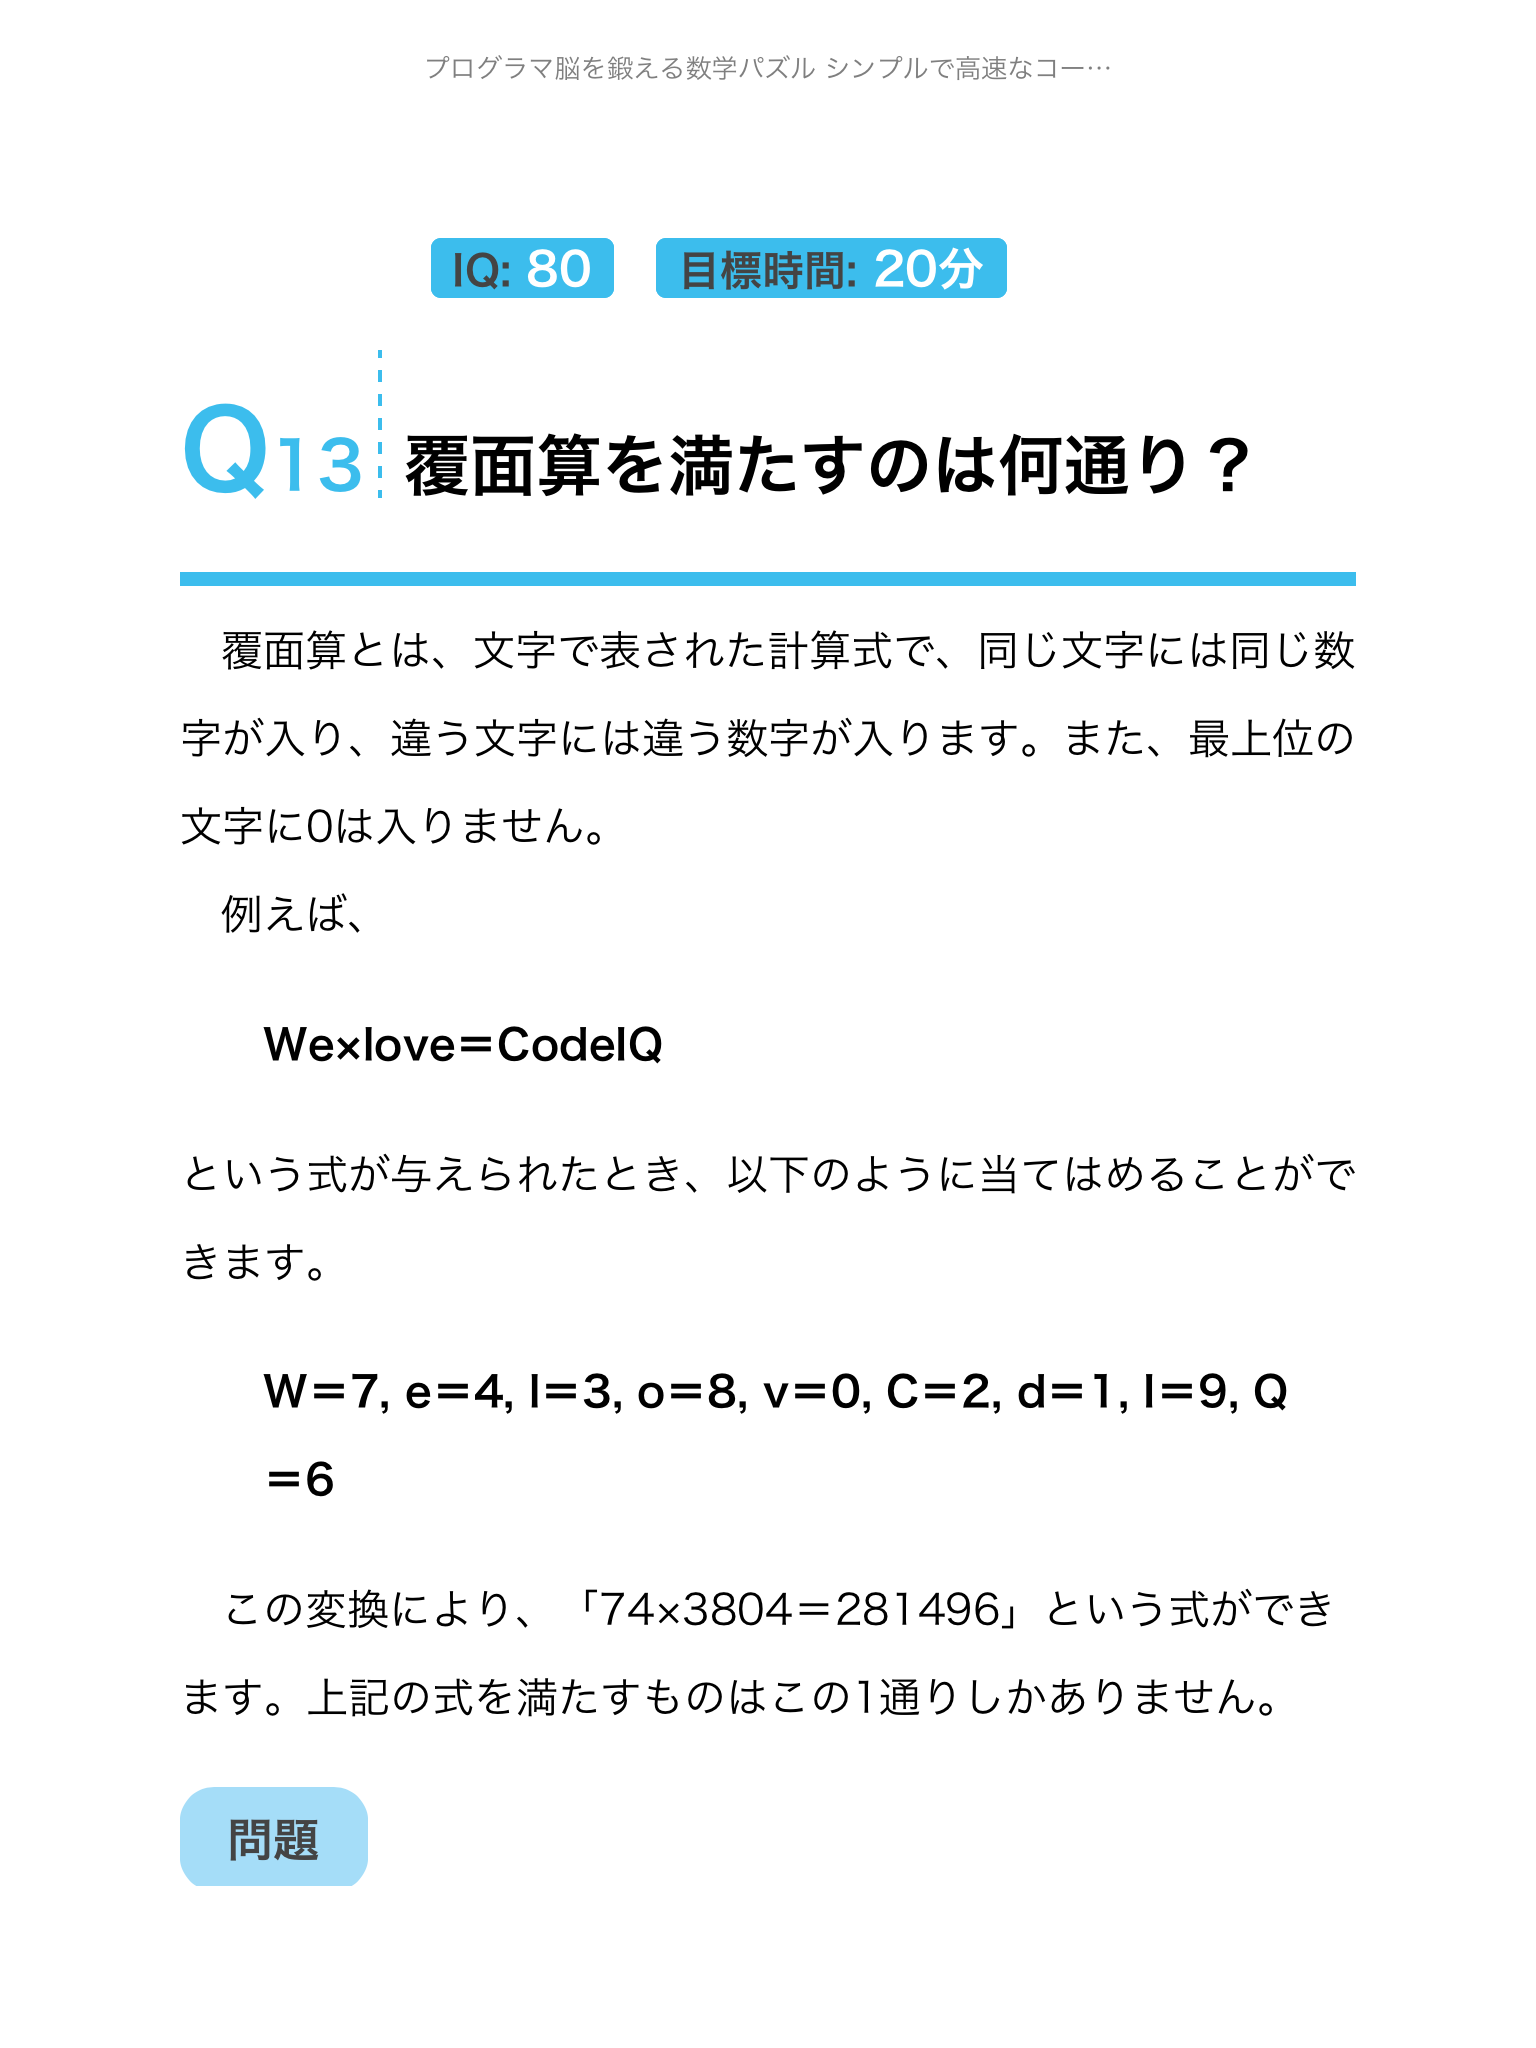 プログラマ脳を鍛える数学パズル シンプルで高速なコー…
IQ: 80 目標時間: 20分
Q13 覆面算を満たすのは何通り？
覆面算とは、文字で表された計算式で、同じ文字には同じ数
字が入り、違う文字には違う数字が入ります。また、最上位の
文字に0は入りません。
例えば、
We×love＝CodeIQ
という式が与えられたとき、以下のように当てはめることがで
きます。
W＝7, e＝4, l＝3, o＝8, v＝0, C＝2, d＝1, I＝9, Q
＝6
この変換により、「74×3804＝281496」という式ができ
ます。上記の式を満たすものはこの1通りしかありません。
問題